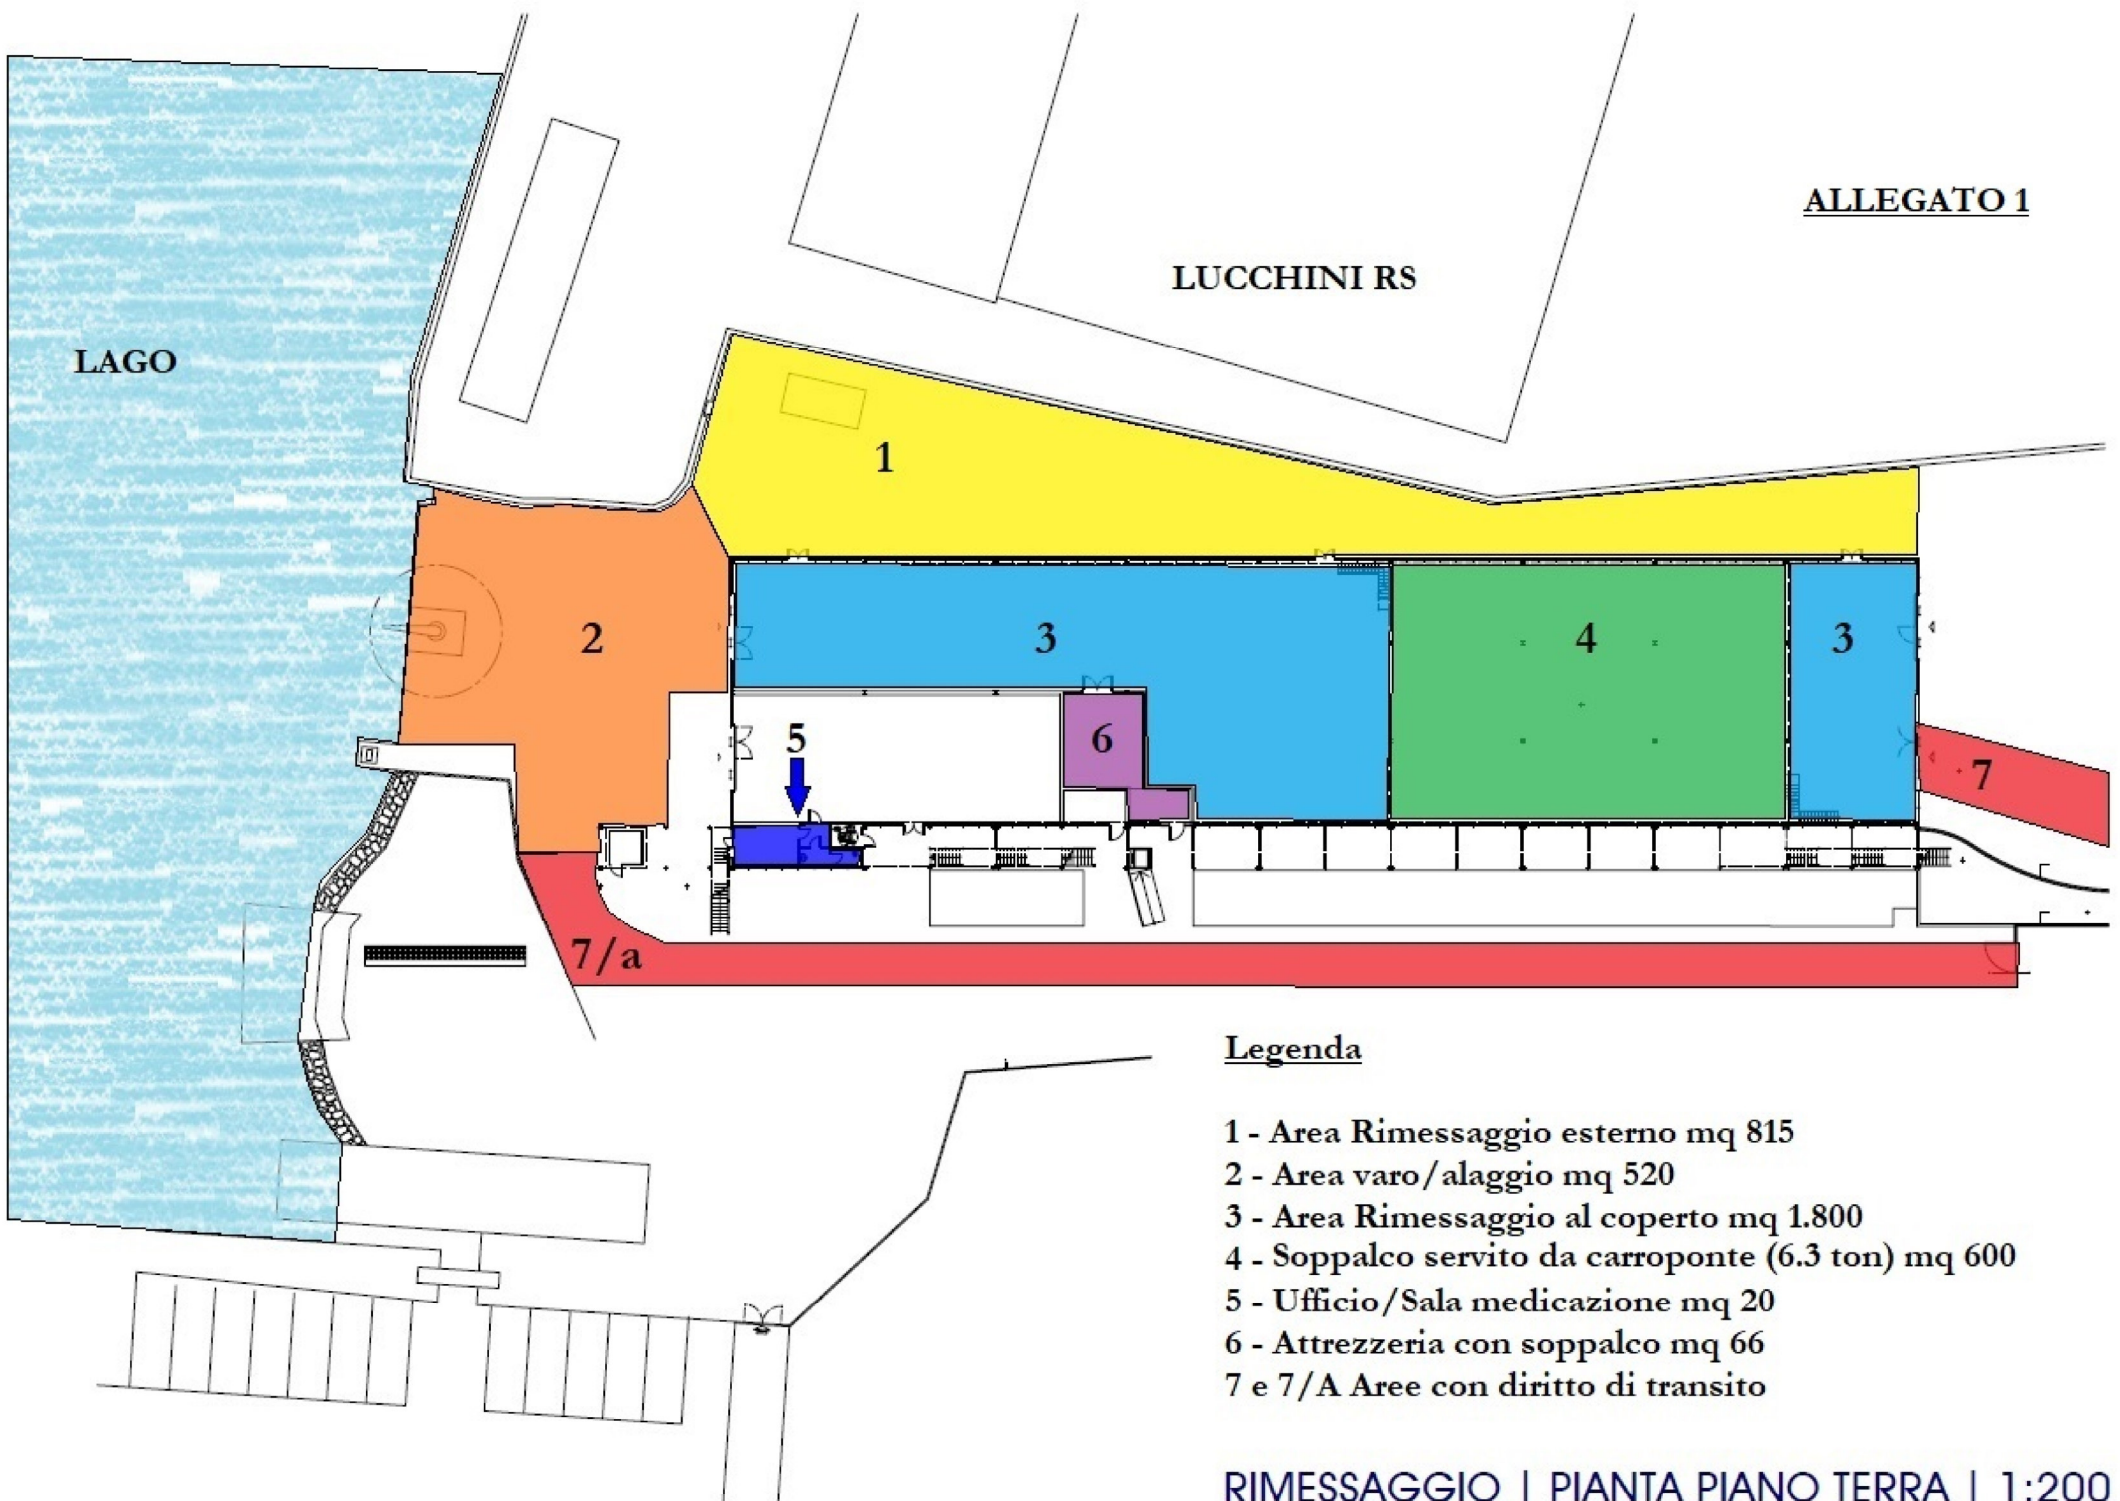 ALLEGATO 1
LUCCHINI RS
LAGO
1
2
3
4
3
5
6
7
7/a
Legenda
1 - Area Rimessaggio esterno mq 815
2 - Area varo/alaggio mq 520
3 - Area Rimessaggio al coperto mq 1.800
4 - Soppalco servito da carroponte (6.3 ton) mq 600
5 - Ufficio/Sala medicazione mq 20
6 - Attrezzeria con soppalco mq 66
7 e 7/A Aree con diritto di transito
RIMESSAGGIO | PIANTA PIANO TERRA | 1:200